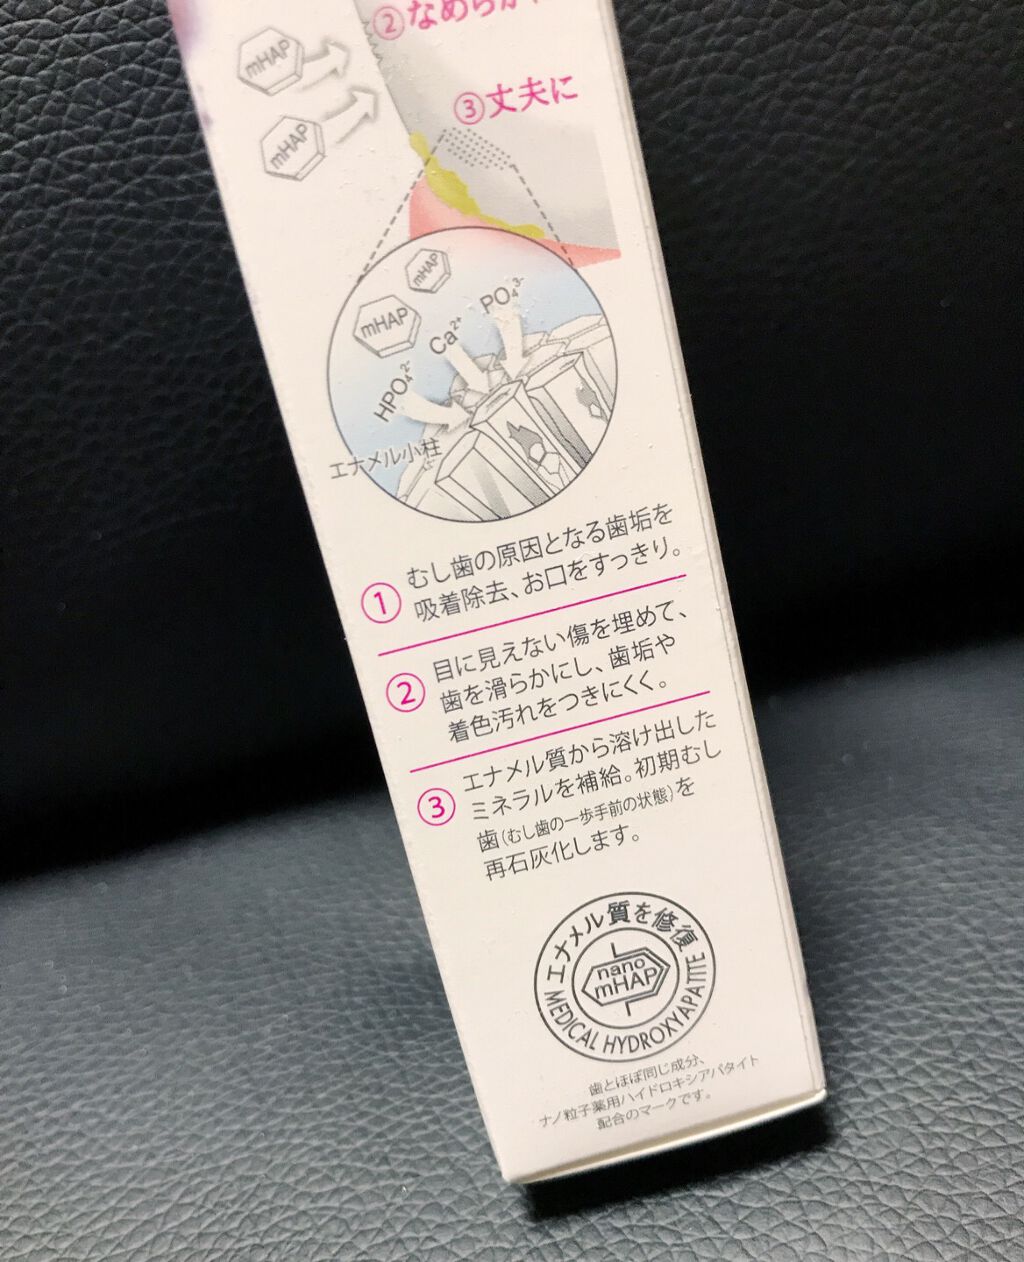 ②なめらかに
mHAP
mHAP
③丈夫に
mHAP
mHAP
PO₄³⁻
Ca²⁺
HPO₄²⁻
エナメル小柱
① むし歯の原因となる歯垢を
吸着除去、お口をすっきり。
② 目に見えない傷を埋めて、
歯を滑らかにし、歯垢や
着色汚れをつきにくく。
③ エナメル質から溶け出した
ミネラルを補給。初期むし
歯(むし歯の一歩手前の状態)を
再石灰化します。
エナメル質を修復
nano
mHAP
MEDICAL HYDROXYAPATITE
歯とほぼ同じ成分、
ナノ粒子薬用ハイドロキシアパタイト
配合のマークです。